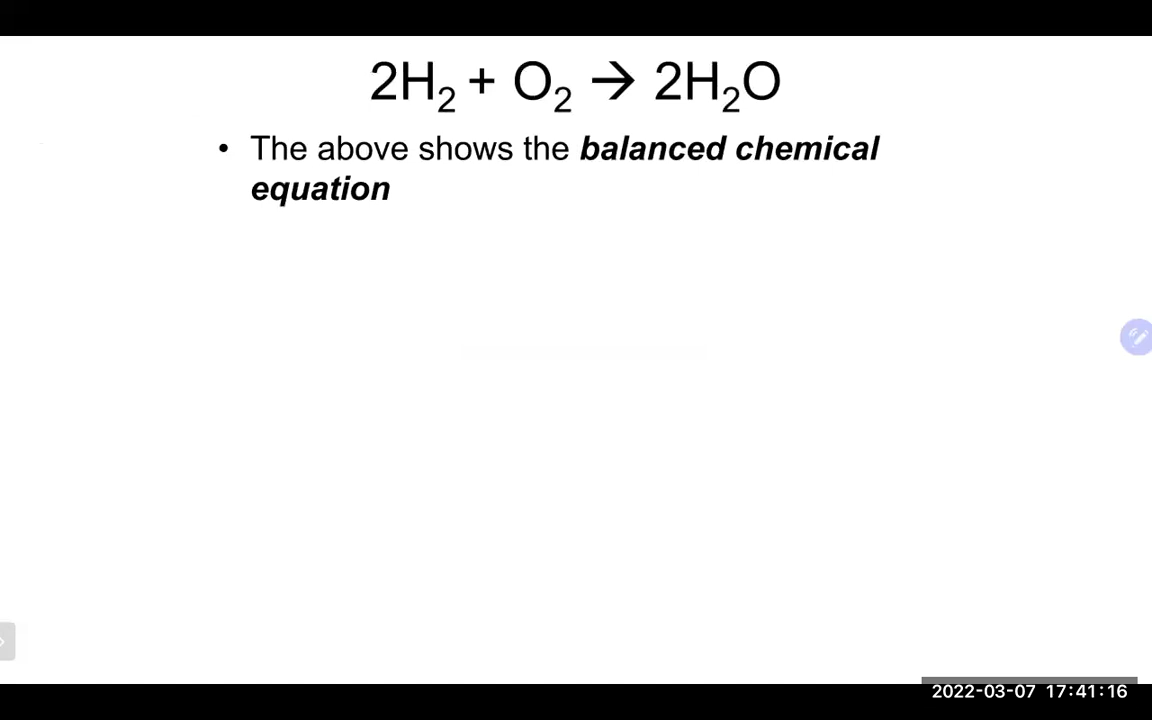 2H₂ + O₂ → 2H₂O
• The above shows the balanced chemical
equation
2022-03-07 17:41:16